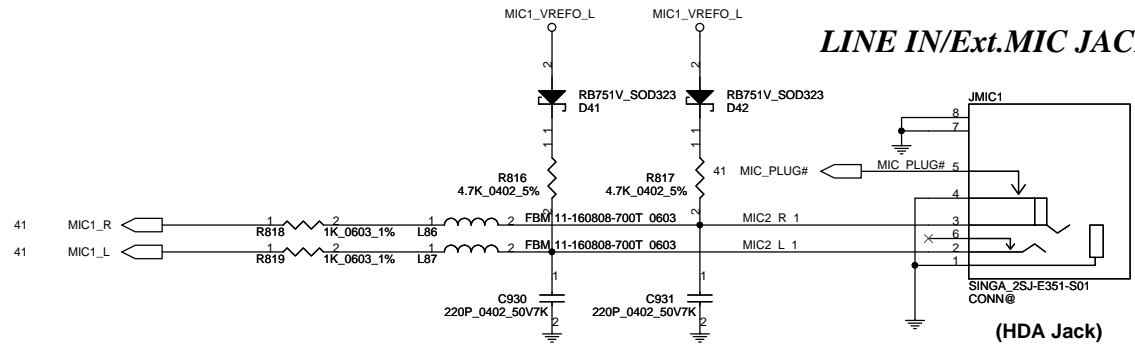 MIC1_VREFO_L MIC1_VREFO_L
LINE IN/Ext.MIC JAC
2 2
RB751V_SOD323 RB751V_SOD323
D41 D42
JMIC1
8
7
1 1
R816 R817
4.7K_0402_5% 4.7K_0402_5%
41 MIC_PLUG# MIC_PLUG# 5
2 2
4
41 MIC1_R 1 2 1 2 FBM 11-160808-700T_0603 MIC2_R_1 3
R818 1K_0603_1% L86
6
41 MIC1_L 1 2 1 2 FBM 11-160808-700T_0603 MIC2_L_1 2
R819 1K_0603_1% L87
1
1 1
C930 C931
220P_0402_50V7K 220P_0402_50V7K
2 2
SINGA_2SJ-E351-S01
CONN@
(HDA Jack)